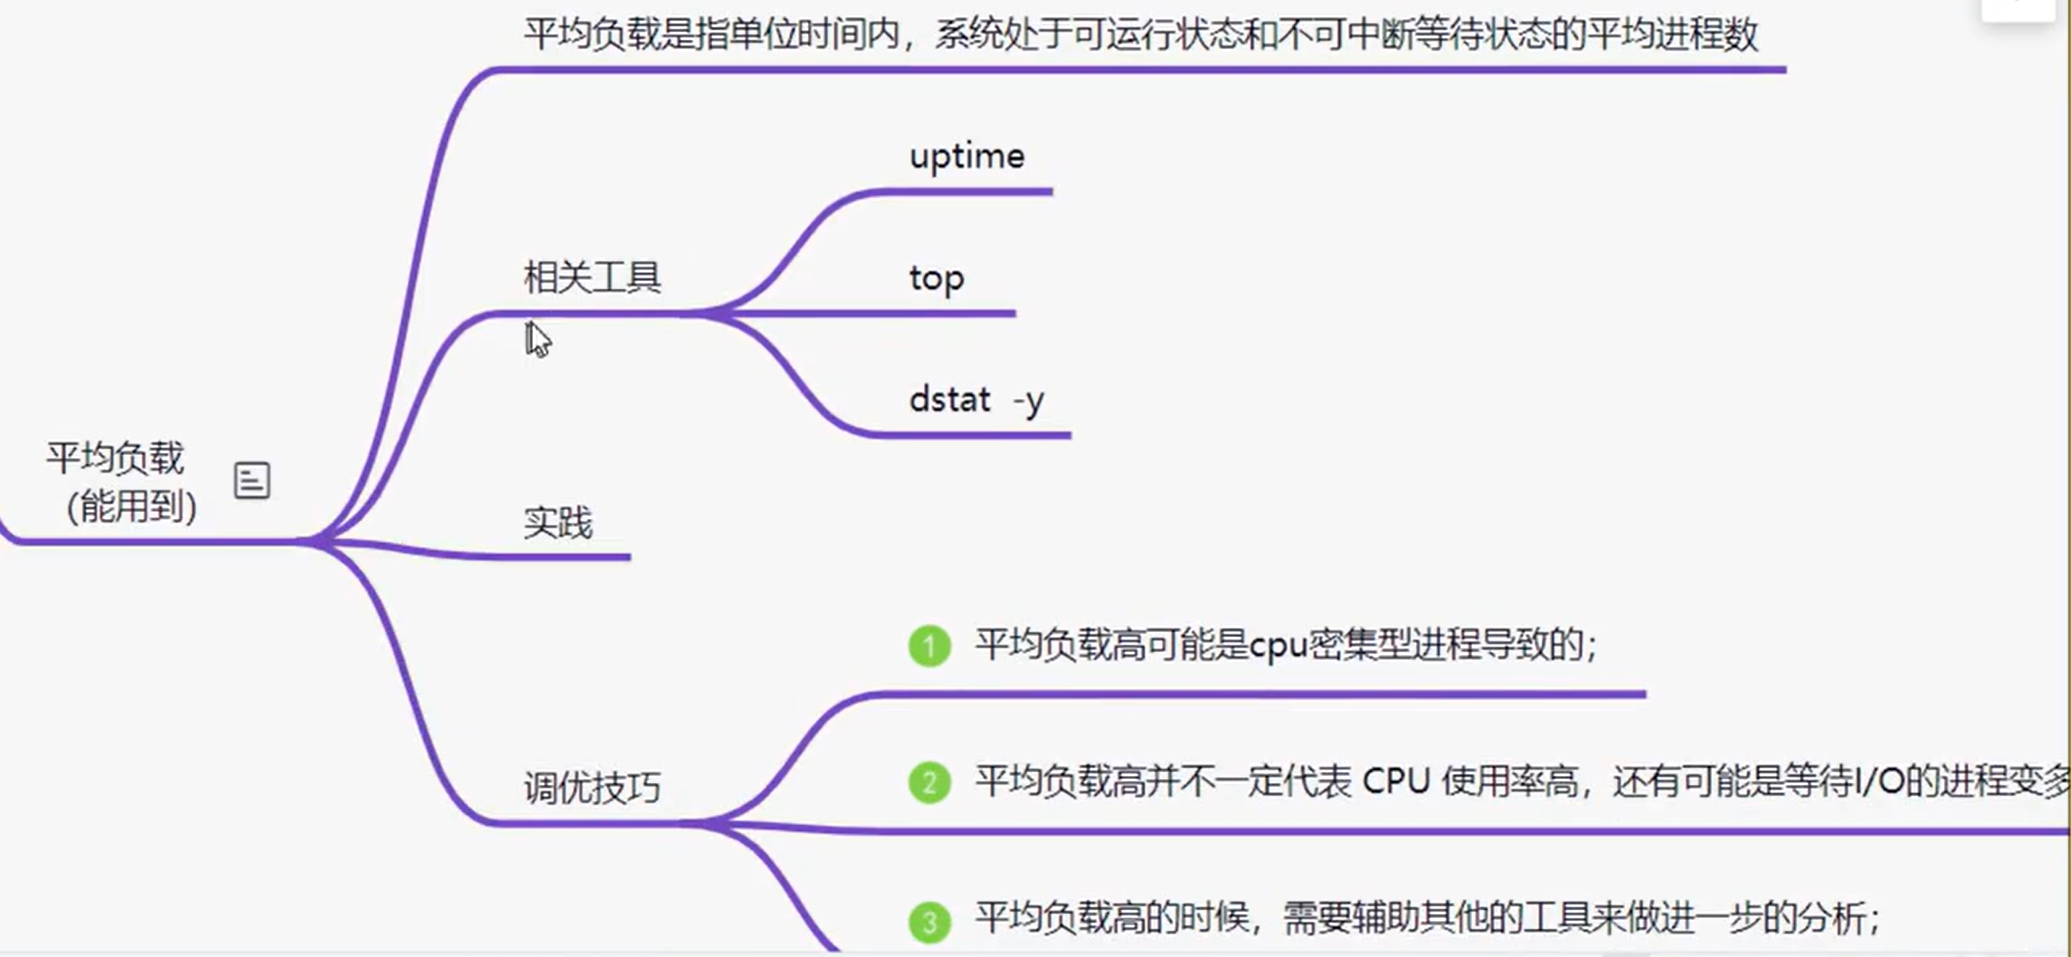 平均负载是指单位时间内，系统处于可运行状态和不可中断等待状态的平均进程数
uptime
相关工具
top
dstat -y
平均负载
（能用到）
实践
1 平均负载高可能是cpu密集型进程导致的；
调优技巧
2 平均负载高并不一定代表 CPU 使用率高，还有可能是等待I/O的进程变多
3 平均负载高的时候，需要辅助其他的工具来做进一步的分析；